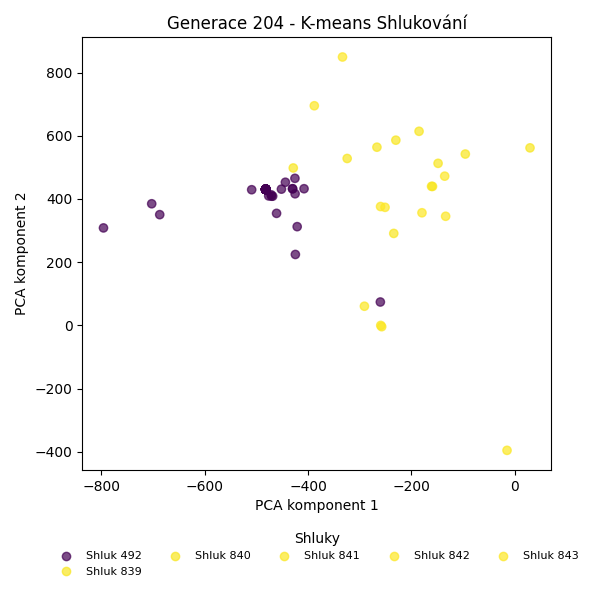 Generace 204 - K-means Shlukování
800
600
400
200
0
−200
−400
PCA komponent 2
−800 −600 −400 −200 0
PCA komponent 1
Shluky
Shluk 492 Shluk 840 Shluk 841 Shluk 842 Shluk 843
Shluk 839